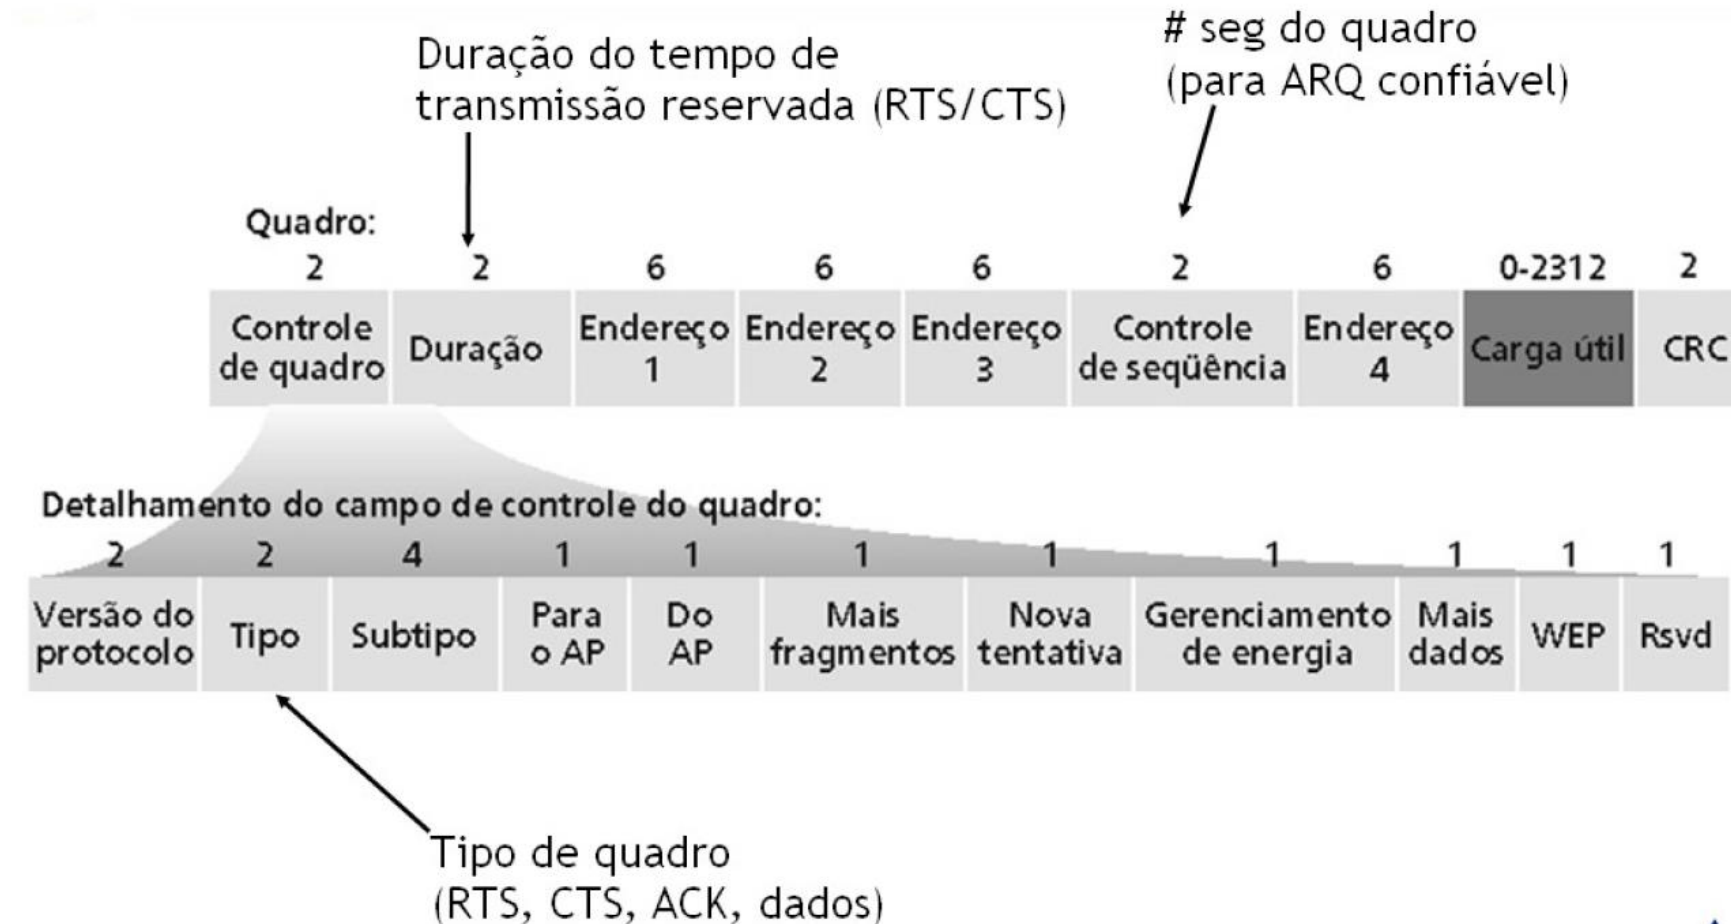 Duração do tempo de
transmissão reservada (RTS/CTS)
# seg do quadro
(para ARQ confiável)
Quadro:
2 2 6 6 6 2 6 0-2312 2
Controle de quadro
Duração
Endereço 1
Endereço 2
Endereço 3
Controle de seqüência
Endereço 4
Carga útil
CRC
Detalhamento do campo de controle do quadro:
2 2 4 1 1 1 1 1 1 1 1
Versão do protocolo
Tipo
Subtipo
Para o AP
Do AP
Mais fragmentos
Nova tentativa
Gerenciamento de energia
Mais dados
WEP
Rsvd
Tipo de quadro
(RTS, CTS, ACK, dados)